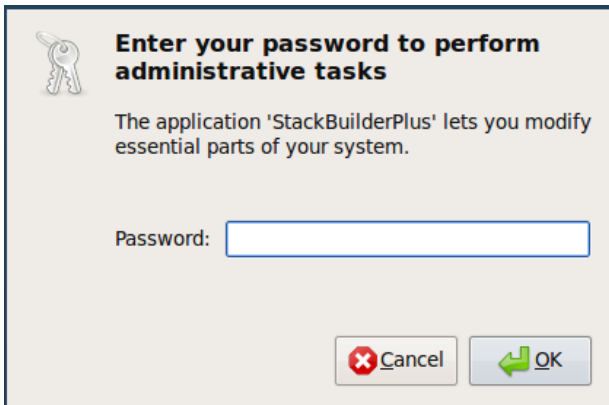 Enter your password to perform
administrative tasks
The application 'StackBuilderPlus' lets you modify
essential parts of your system.
Password:
Cancel OK